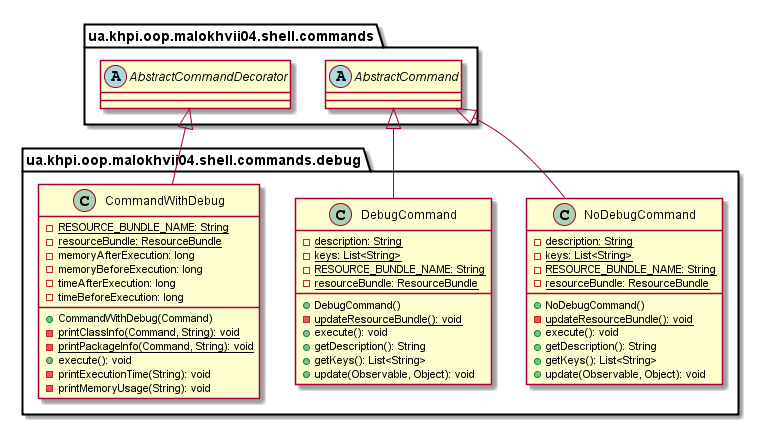 ua.khpi.oop.malokhvii04.shell.commands
A AbstractCommandDecorator
A AbstractCommand
ua.khpi.oop.malokhvii04.shell.commands.debug
C CommandWithDebug
RESOURCE_BUNDLE_NAME: String
resourceBundle: ResourceBundle
memoryAfterExecution: long
memoryBeforeExecution: long
timeAfterExecution: long
timeBeforeExecution: long
CommandWithDebug(Command)
printClassInfo(Command, String): void
printPackageInfo(Command, String): void
execute(): void
printExecutionTime(String): void
printMemoryUsage(String): void
C DebugCommand
description: String
keys: List<String>
RESOURCE_BUNDLE_NAME: String
resourceBundle: ResourceBundle
DebugCommand()
updateResourceBundle(): void
execute(): void
getDescription(): String
getKeys(): List<String>
update(Observable, Object): void
C NoDebugCommand
description: String
keys: List<String>
RESOURCE_BUNDLE_NAME: String
resourceBundle: ResourceBundle
NoDebugCommand()
updateResourceBundle(): void
execute(): void
getDescription(): String
getKeys(): List<String>
update(Observable, Object): void